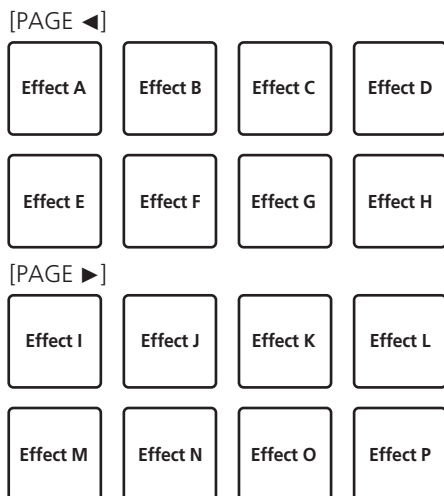 [PAGE ◄]
Effect A Effect B Effect C Effect D
Effect E Effect F Effect G Effect H
[PAGE ►]
Effect I Effect J Effect K Effect L
Effect M Effect N Effect O Effect P